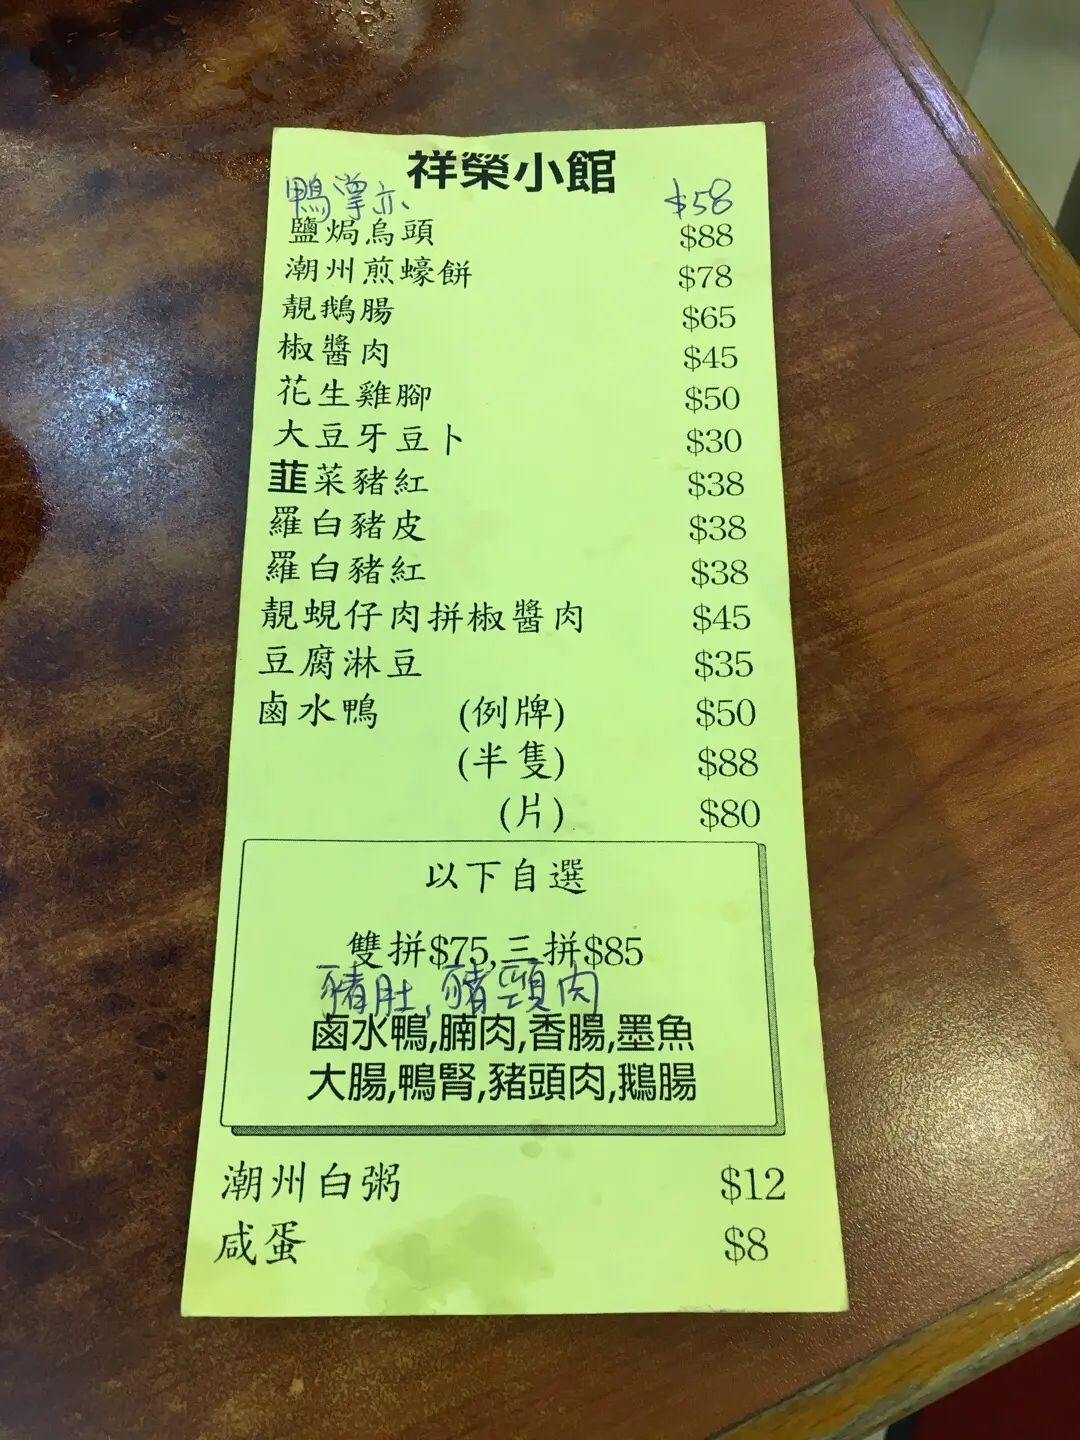 祥榮小館
鴨掌亦 $58
鹽焗烏頭 $88
潮州煎蠔餅 $78
靚鵝腸 $65
椒醬肉 $45
花生雞腳 $50
大豆牙豆卜 $30
韮菜豬紅 $38
羅白豬皮 $38
羅白豬紅 $38
靚蜆仔肉拼椒醬肉 $45
豆腐淋豆 $35
鹵水鴨 (例牌) $50
(半隻) $88
(片) $80
以下自選
雙拼$75,三拼$85
豬肚,豬頸肉
鹵水鴨,腩肉,香腸,墨魚
大腸,鴨腎,豬頭肉,鵝腸
潮州白粥 $12
咸蛋 $8